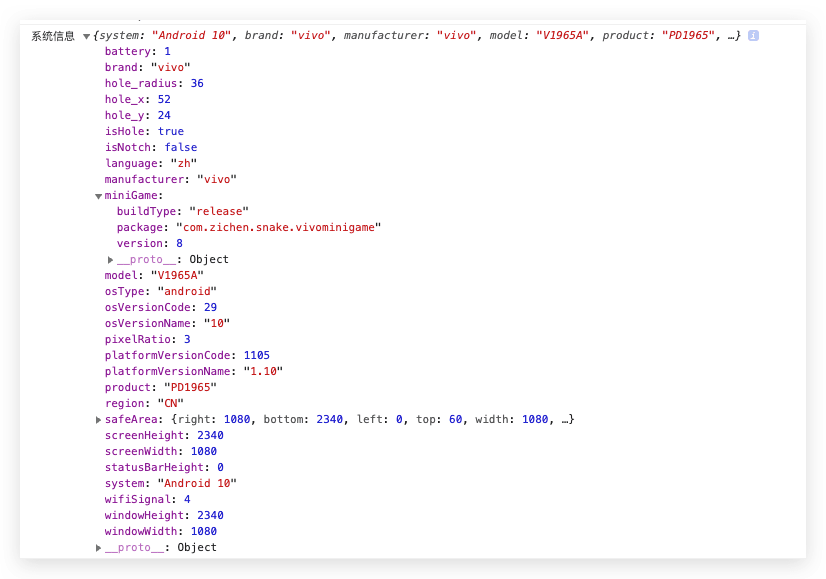 系统信息 ▼{system: "Android 10", brand: "vivo", manufacturer: "vivo", model: "V1965A", product: "PD1965", …} i
battery: 1
brand: "vivo"
hole_radius: 36
hole_x: 52
hole_y: 24
isHole: true
isNotch: false
language: "zh"
manufacturer: "vivo"
▼miniGame:
buildType: "release"
package: "com.zichen.snake.vivominigame"
version: 8
▶__proto__: Object
model: "V1965A"
osType: "android"
osVersionCode: 29
osVersionName: "10"
pixelRatio: 3
platformVersionCode: 1105
platformVersionName: "1.10"
product: "PD1965"
region: "CN"
▶safeArea: {right: 1080, bottom: 2340, left: 0, top: 60, width: 1080, …}
screenHeight: 2340
screenWidth: 1080
statusBarHeight: 0
system: "Android 10"
wifiSignal: 4
windowHeight: 2340
windowWidth: 1080
▶__proto__: Object